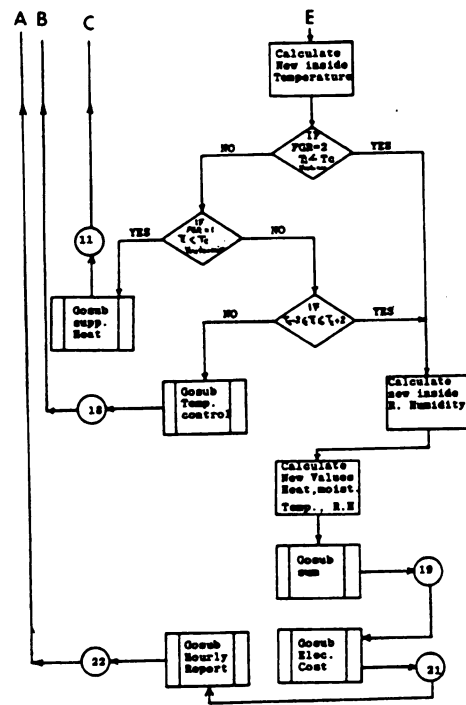 A B C E
Calculate
New inside
Temperature
IF
PGR=2
NO
YES
IF
YES
NO
11
Gosub
supp.
Heat
IF
NO
YES
Gosub
Temp.
control
18
Calculate
new inside
R. Humidity
Calculate
New Values
Heat,moist.
Temp., R.H
Gosub
sum
19
Gosub
Hourly
Report
22
Gosub
Elec.
Cost
21